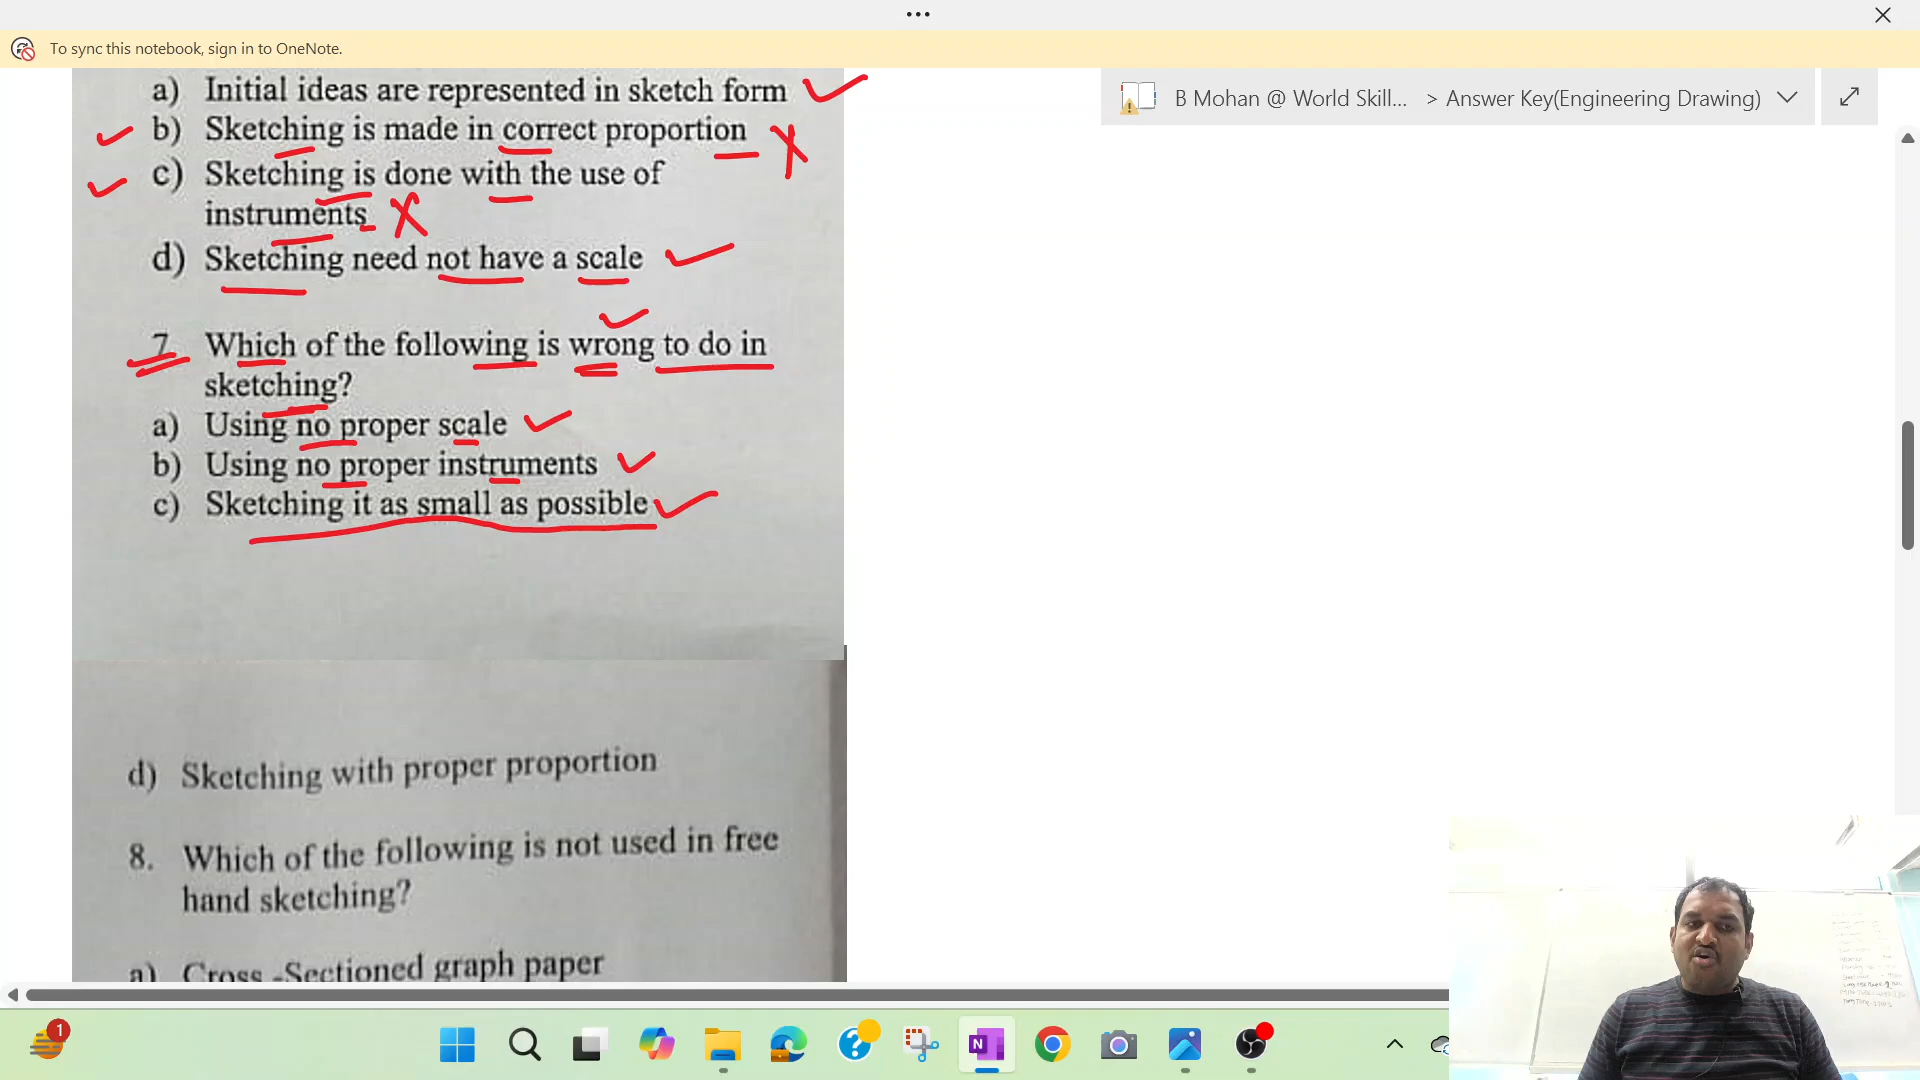 To sync this notebook, sign in to OneNote.
B Mohan @ World Skill... > Answer Key(Engineering Drawing)
a) Initial ideas are represented in sketch form
b) Sketching is made in correct proportion
c) Sketching is done with the use of
instruments
d) Sketching need not have a scale
7. Which of the following is wrong to do in
sketching?
a) Using no proper scale
b) Using no proper instruments
c) Sketching it as small as possible
d) Sketching with proper proportion
8. Which of the following is not used in free
hand sketching?
a) Cross -Sectioned graph paper
1